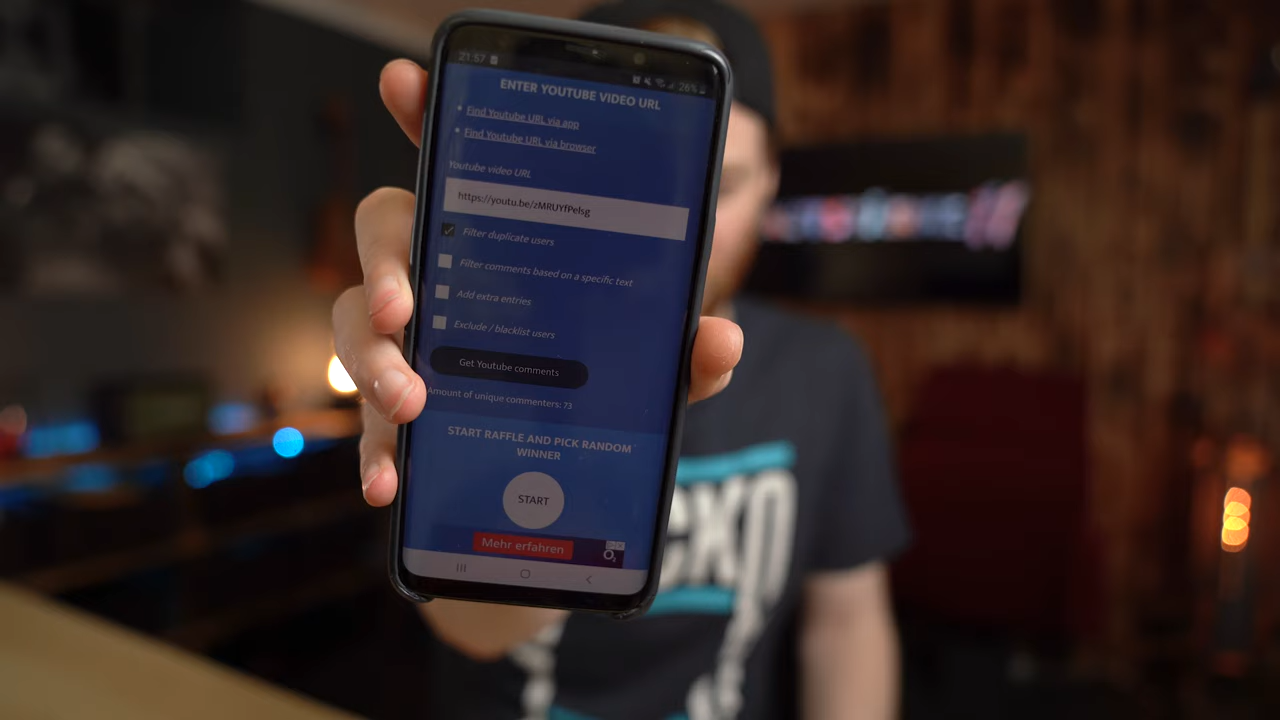 21:57
26%
ENTER YOUTUBE VIDEO URL
Find Youtube URL via app
Find Youtube URL via browser
Youtube video URL
https://youtu.be/zMRUYfPelsg
Filter duplicate users
Filter comments based on a specific text
Add extra entries
Exclude / blacklist users
Get Youtube comments
Amount of unique commenters: 73
START RAFFLE AND PICK RANDOM
WINNER
START
Mehr erfahren
O₂